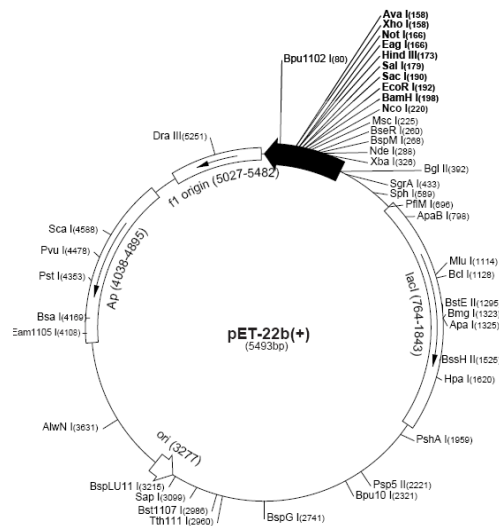 Ava I(158)
Xho I(158)
Not I(166)
Eag I(166)
Hind III(173)
Sal I(179)
Sac I(190)
EcoR I(192)
BamH I(198)
Nco I(220)
Msc I(225)
BseR I(260)
BspM I(268)
Nde I(288)
Xba I(326)
Bgl II(392)
SgrA I(433)
Sph I(589)
PflM I(696)
ApaB I(798)
Mlu I(1114)
Bcl I(1128)
BstE II(1295)
Bmg I(1323)
Apa I(1325)
BssH II(1525)
Hpa I(1620)
PshA I(1959)
Psp5 II(2221)
Bpu10 I(2321)
BspG I(2741)
Tth111 I(2960)
Bst1107 I(2986)
Sap I(3099)
BspLU11 I(3215)
AlwN I(3631)
Eam1105 I(4108)
Bsa I(4169)
Pst I(4353)
Pvu I(4478)
Sca I(4588)
Dra III(5251)
Bpu1102 I(80)
f1 origin (5027-5482)
Ap (4038-4895)
lacI (764-1843)
ori (3277)
pET-22b(+)
(5493bp)